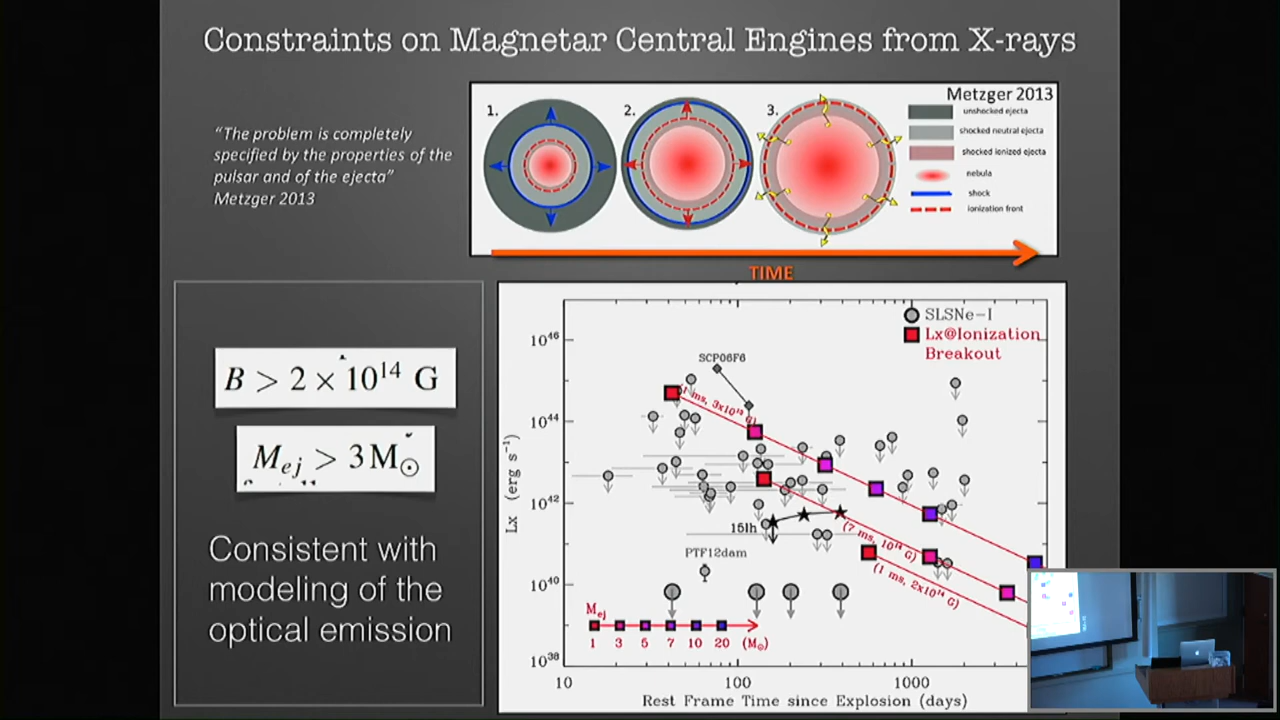 Constraints on Magnetar Central Engines from X-rays
“The problem is completely
specified by the properties of the
pulsar and of the ejecta”
Metzger 2013
Metzger 2013
1.
2.
3.
unshocked ejecta
shocked neutral ejecta
shocked ionized ejecta
nebula
shock
ionization front
TIME
B > 2 × 10¹⁴ G
M_ej > 3 M☉
Consistent with
modeling of the
optical emission
SLSNe-I
Lx@Ionization
Breakout
SCP06F6
(7 ms, 10¹⁴ G)
(1 ms, 2x10¹⁴ G)
15lh
PTF12dam
M_ej
1 3 5 7 10 20 (M☉)
Lx (erg s⁻¹)
10⁴⁶
10⁴⁴
10⁴²
10⁴⁰
10³⁸
10 100 1000
Rest Frame Time since Explosion (days)